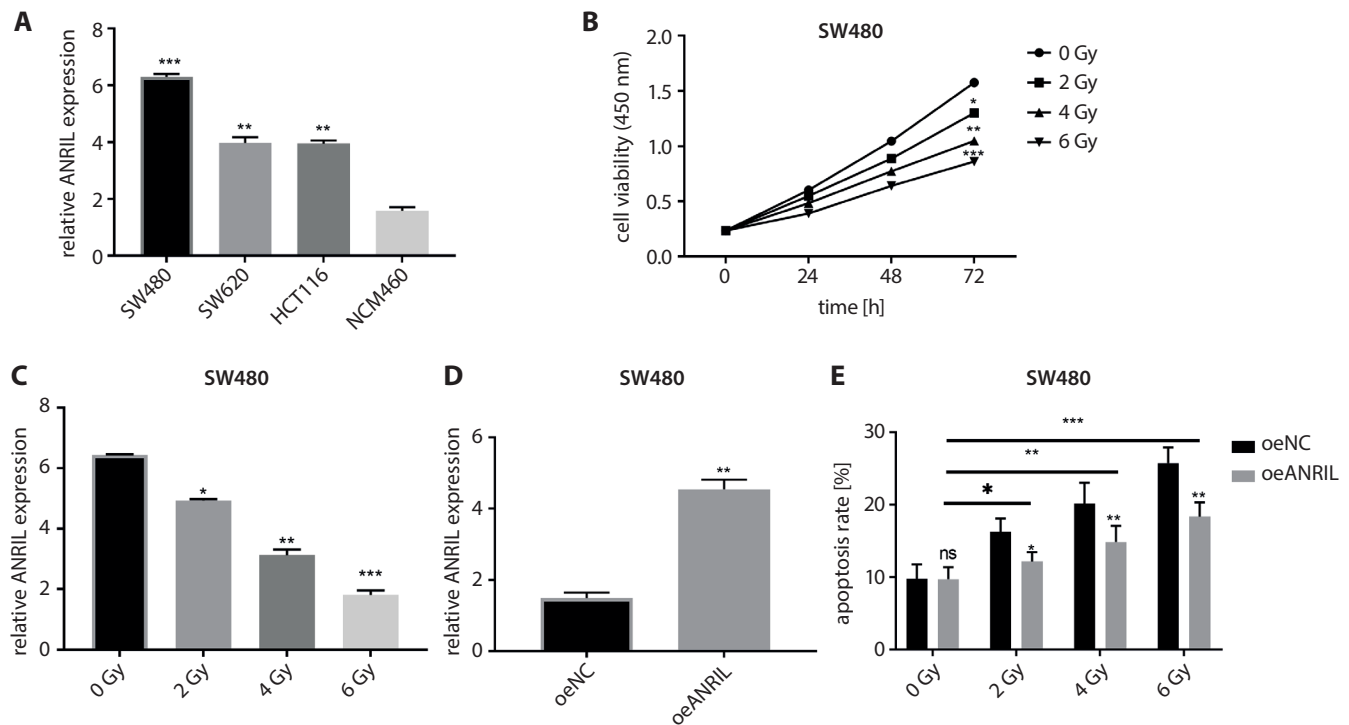 A
relative ANRIL expression
8
6
4
2
0
***
**
**
SW480
SW620
HCT116
NCM460
B
SW480
cell viability (450 nm)
2.0
1.5
1.0
0.5
0.0
*
**
***
0
24
48
72
time [h]
0 Gy
2 Gy
4 Gy
6 Gy
C
SW480
relative ANRIL expression
8
6
4
2
0
*
**
***
0 Gy
2 Gy
4 Gy
6 Gy
D
SW480
relative ANRIL expression
6
4
2
0
**
oeNC
oeANRIL
E
SW480
apoptosis rate [%]
30
20
10
0
***
**
*
ns
*
**
**
0 Gy
2 Gy
4 Gy
6 Gy
oeNC
oeANRIL